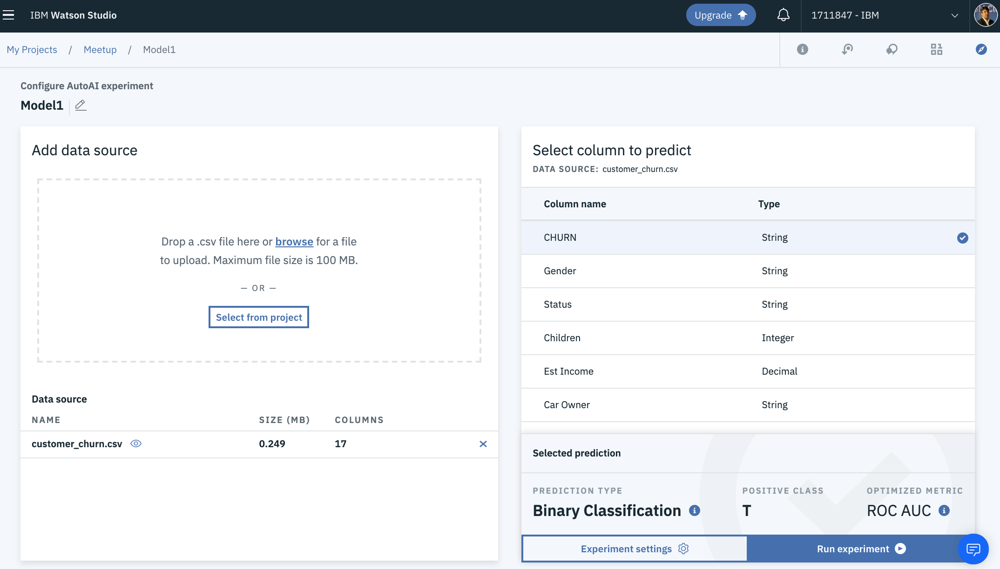 IBM Watson Studio
Upgrade
1711847 - IBM
My Projects / Meetup / Model1
Configure AutoAI experiment
Model1
Add data source
Drop a .csv file here or browse for a file
to upload. Maximum file size is 100 MB.
— OR —
Select from project
Data source
NAME SIZE (MB) COLUMNS
customer_churn.csv 0.249 17
Select column to predict
DATA SOURCE: customer_churn.csv
Column name Type
CHURN String
Gender String
Status String
Children Integer
Est Income Decimal
Car Owner String
Selected prediction
PREDICTION TYPE POSITIVE CLASS OPTIMIZED METRIC
Binary Classification T ROC AUC
Experiment settings Run experiment